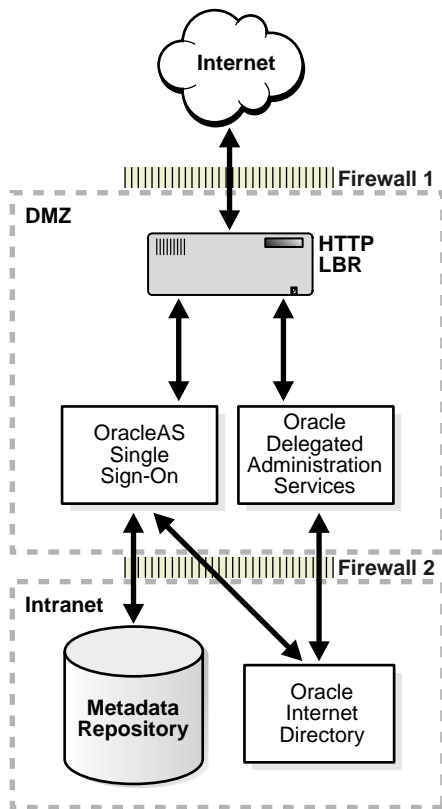 Internet
Firewall 1
DMZ
HTTP
LBR
OracleAS
Single
Sign-On
Oracle
Delegated
Administration
Services
Firewall 2
Intranet
Metadata
Repository
Oracle
Internet
Directory